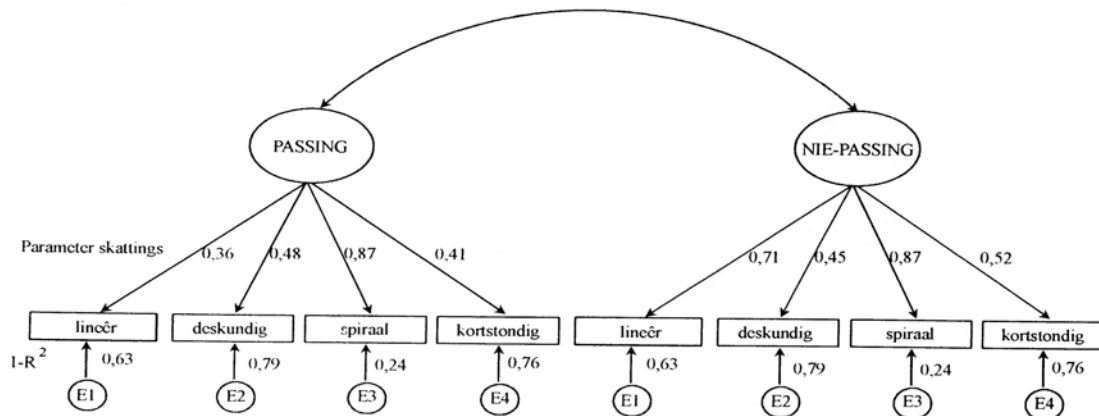 PASSING
NIE-PASSING
Parameter skattings
0,36
0,48
0,87
0,41
0,71
0,45
0,87
0,52
lineêr
deskundig
spiraal
kortstondig
lineêr
deskundig
spiraal
kortstondig
1-R²
0,63
0,79
0,24
0,76
0,63
0,79
0,24
0,76
E1
E2
E3
E4
E1
E2
E3
E4